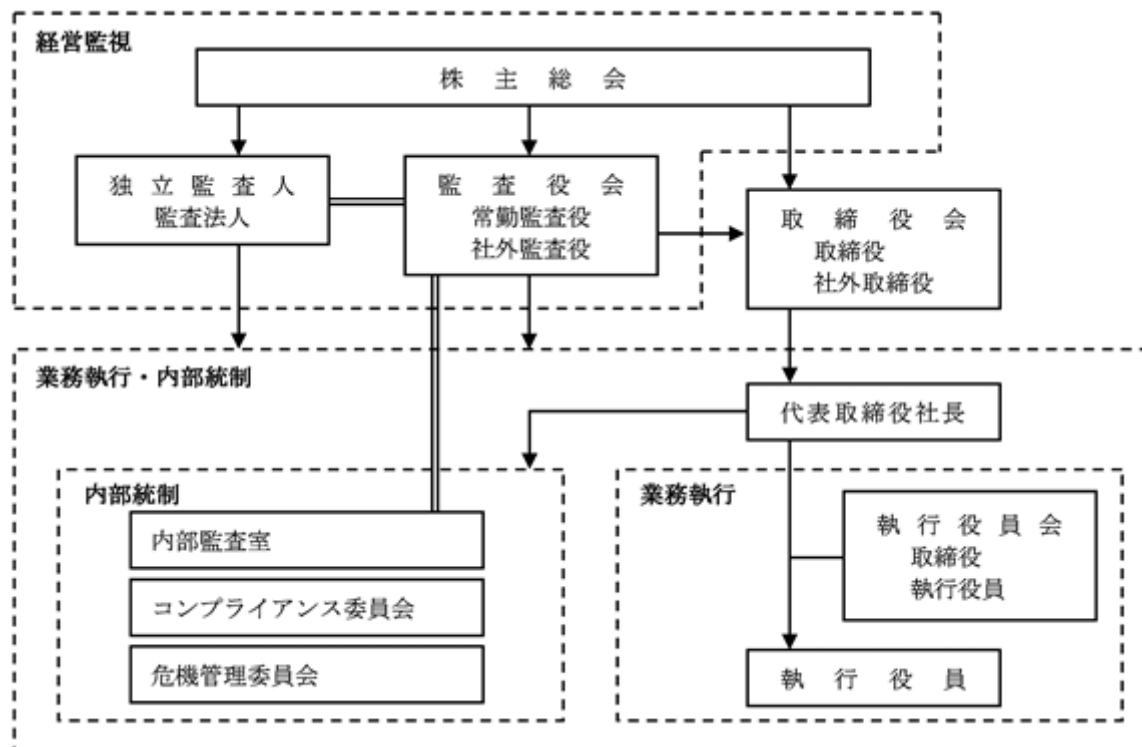 経営監視
株主総会
独立監査人
監査法人
監査役会
常勤監査役
社外監査役
取締役会
取締役
社外取締役
業務執行・内部統制
代表取締役社長
内部統制
内部監査室
コンプライアンス委員会
危機管理委員会
業務執行
執行役員会
取締役
執行役員
執行役員